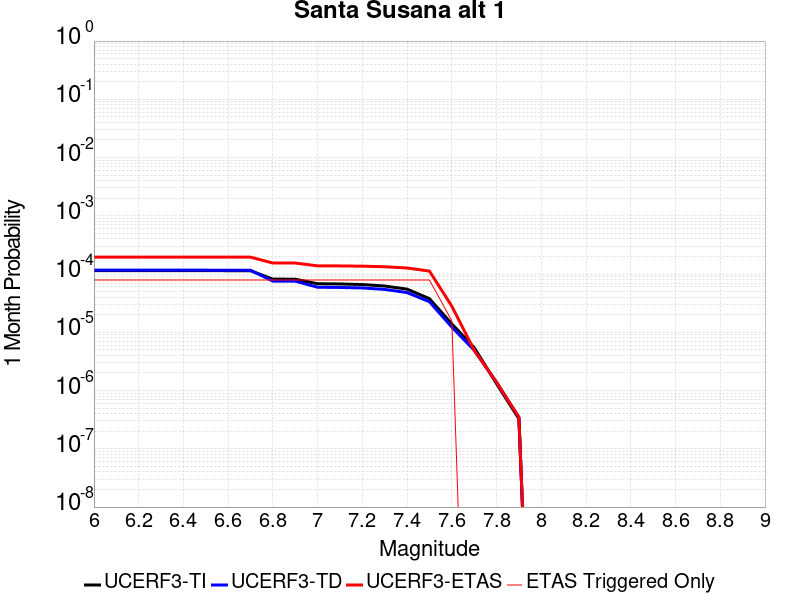 Santa Susana alt 1
10^0
10^-1
10^-2
10^-3
10^-4
10^-5
10^-6
10^-7
10^-8
1 Month Probability
6 6.2 6.4 6.6 6.8 7 7.2 7.4 7.6 7.8 8 8.2 8.4 8.6 8.8 9
Magnitude
UCERF3-TI UCERF3-TD UCERF3-ETAS ETAS Triggered Only